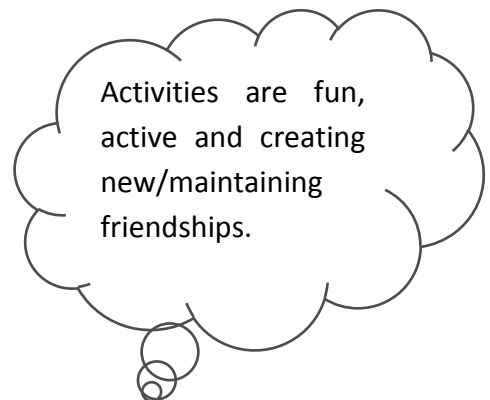 Activities are fun,
active and creating
new/maintaining
friendships.